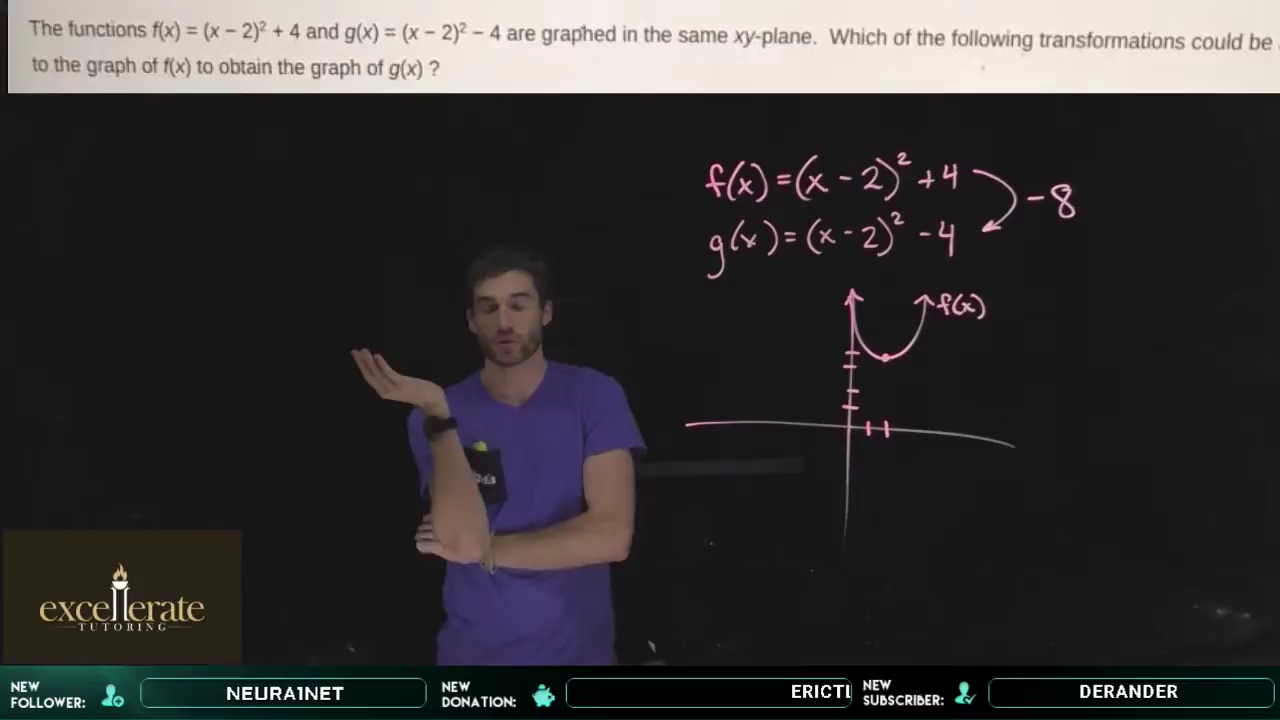 The functions f(x) = (x − 2)² + 4 and g(x) = (x − 2)² − 4 are graphed in the same xy-plane. Which of the following transformations could be
to the graph of f(x) to obtain the graph of g(x) ?
f(x) = (x - 2)² + 4
- 8
g(x) = (x - 2)² - 4
f(x)
excellerate
TUTORING
NEW FOLLOWER:
NEURA1NET
NEW DONATION:
ERICTL
NEW SUBSCRIBER:
DERANDER